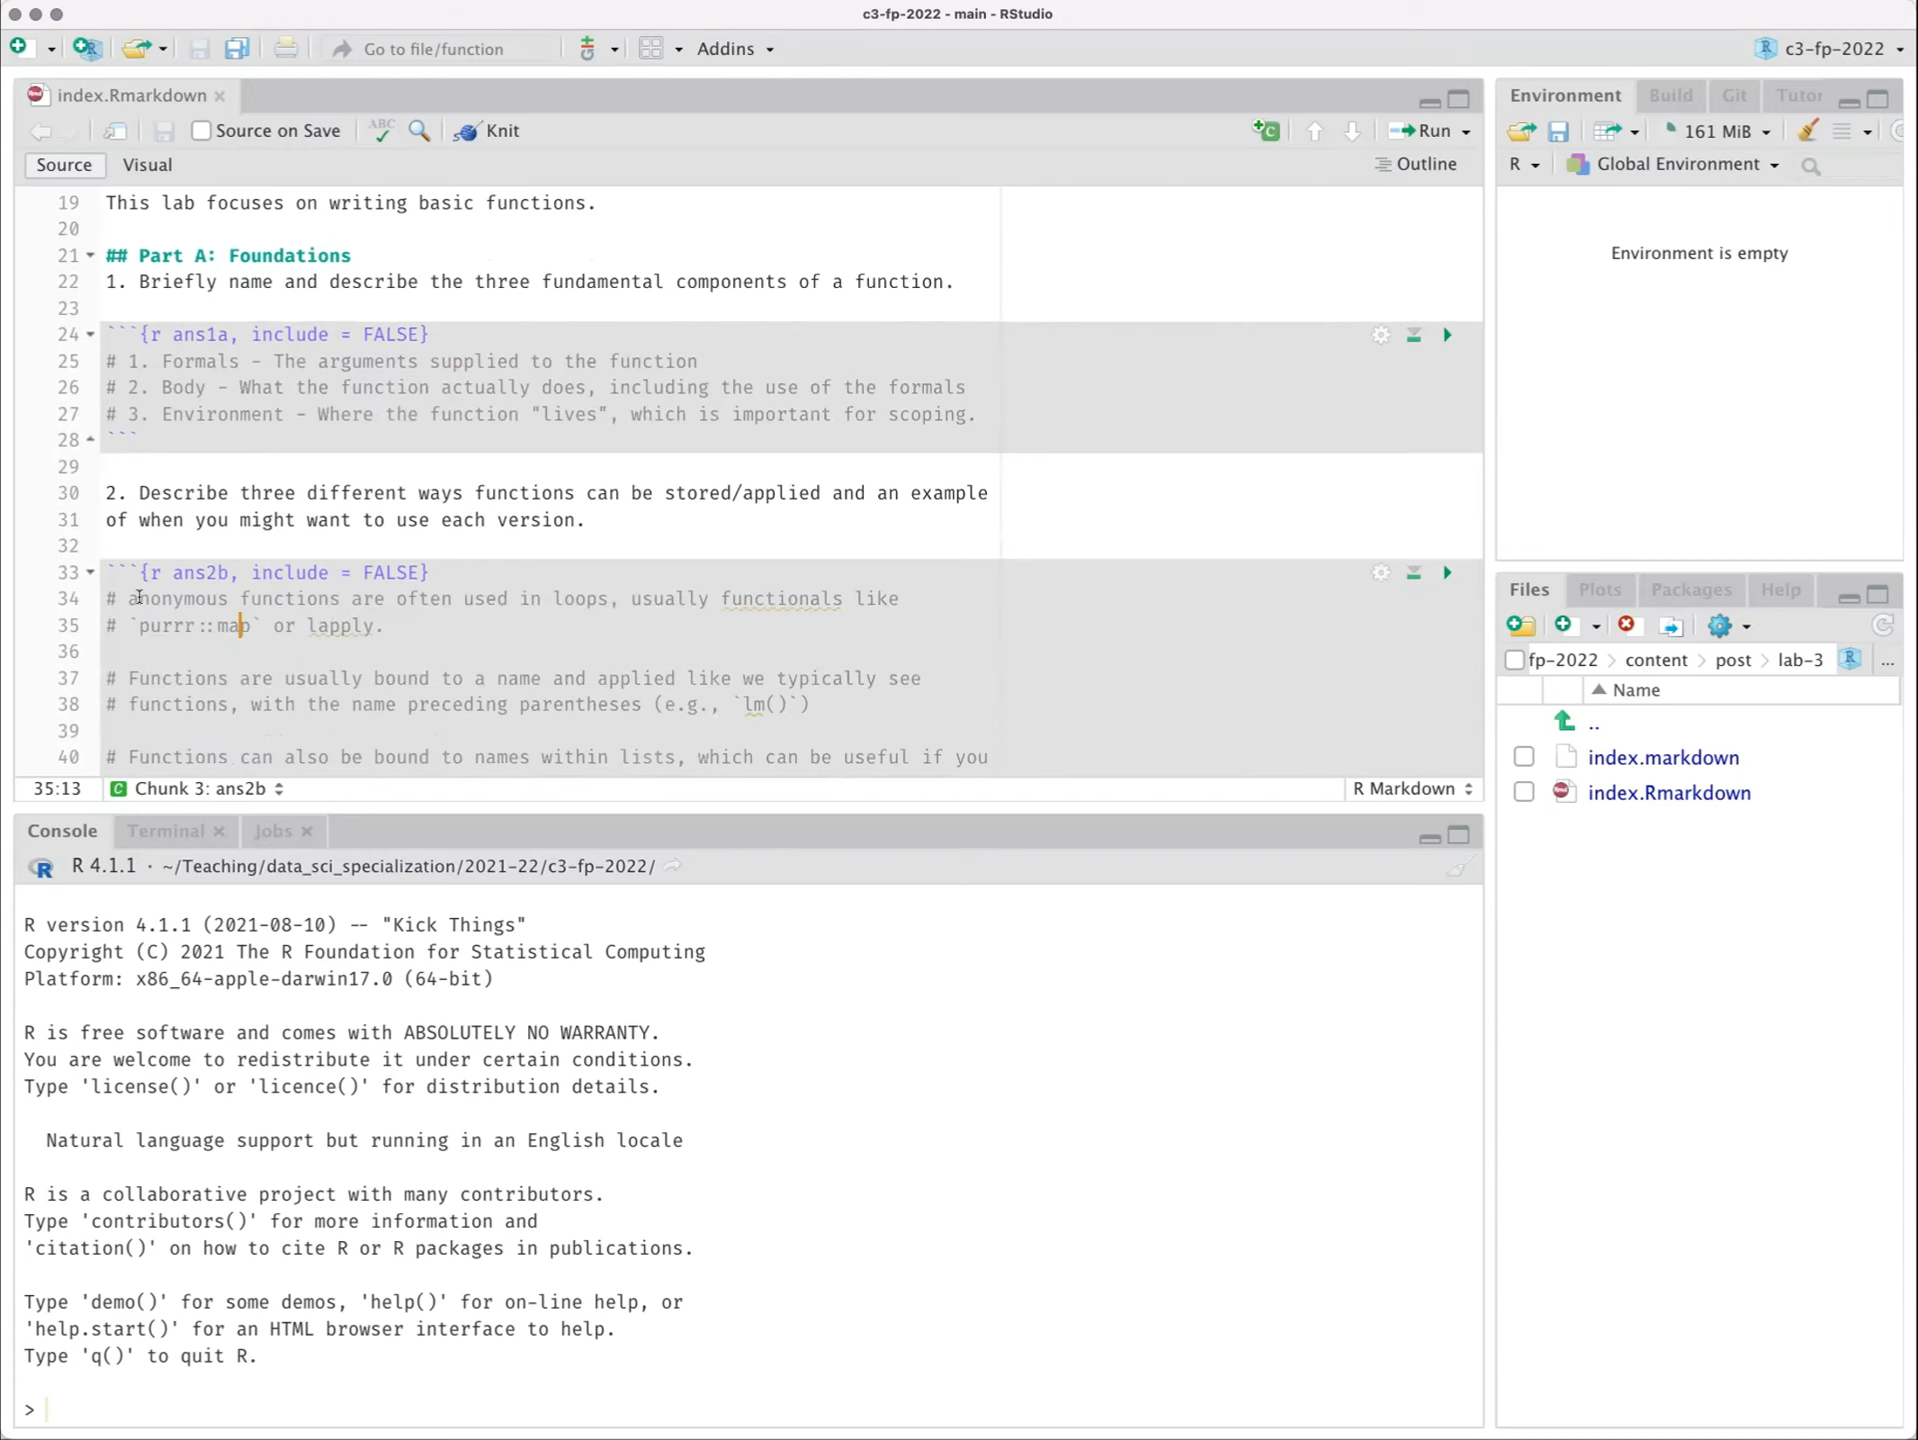 c3-fp-2022 - main - RStudio
Go to file/function
Addins
c3-fp-2022
index.Rmarkdown
Source on Save
ABC
Knit
Run
Source
Visual
Outline
19 This lab focuses on writing basic functions.
20
21 ## Part A: Foundations
22 1. Briefly name and describe the three fundamental components of a function.
23
24 ```{r ans1a, include = FALSE}
25 # 1. Formals - The arguments supplied to the function
26 # 2. Body - What the function actually does, including the use of the formals
27 # 3. Environment - Where the function "lives", which is important for scoping.
28 ```
29
30 2. Describe three different ways functions can be stored/applied and an example
31 of when you might want to use each version.
32
33 ```{r ans2b, include = FALSE}
34 # anonymous functions are often used in loops, usually functionals like
35 # `purrr::map` or lapply.
36
37 # Functions are usually bound to a name and applied like we typically see
38 # functions, with the name preceding parentheses (e.g., `lm()`)
39
40 # Functions can also be bound to names within lists, which can be useful if you
35:13
C Chunk 3: ans2b
R Markdown
Console
Terminal
Jobs
R 4.1.1 · ~/Teaching/data_sci_specialization/2021-22/c3-fp-2022/
R version 4.1.1 (2021-08-10) -- "Kick Things"
Copyright (C) 2021 The R Foundation for Statistical Computing
Platform: x86_64-apple-darwin17.0 (64-bit)
R is free software and comes with ABSOLUTELY NO WARRANTY.
You are welcome to redistribute it under certain conditions.
Type 'license()' or 'licence()' for distribution details.
Natural language support but running in an English locale
R is a collaborative project with many contributors.
Type 'contributors()' for more information and
'citation()' on how to cite R or R packages in publications.
Type 'demo()' for some demos, 'help()' for on-line help, or
'help.start()' for an HTML browser interface to help.
Type 'q()' to quit R.
>
Environment
Build
Git
Tutor
161 MiB
R
Global Environment
Environment is empty
Files
Plots
Packages
Help
fp-2022
content
post
lab-3
...
Name
..
index.markdown
index.Rmarkdown